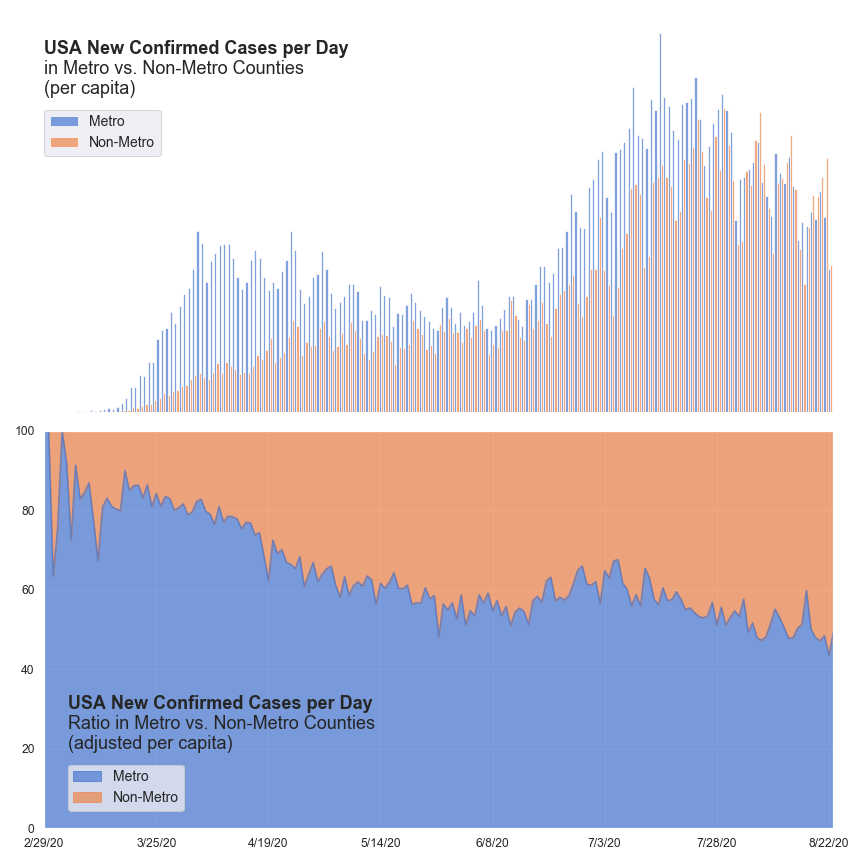 USA New Confirmed Cases per Day
in Metro vs. Non-Metro Counties
(per capita)
Metro
Non-Metro
100
80
60
40
20
0
USA New Confirmed Cases per Day
Ratio in Metro vs. Non-Metro Counties
(adjusted per capita)
Metro
Non-Metro
2/29/20 3/25/20 4/19/20 5/14/20 6/8/20 7/3/20 7/28/20 8/22/20